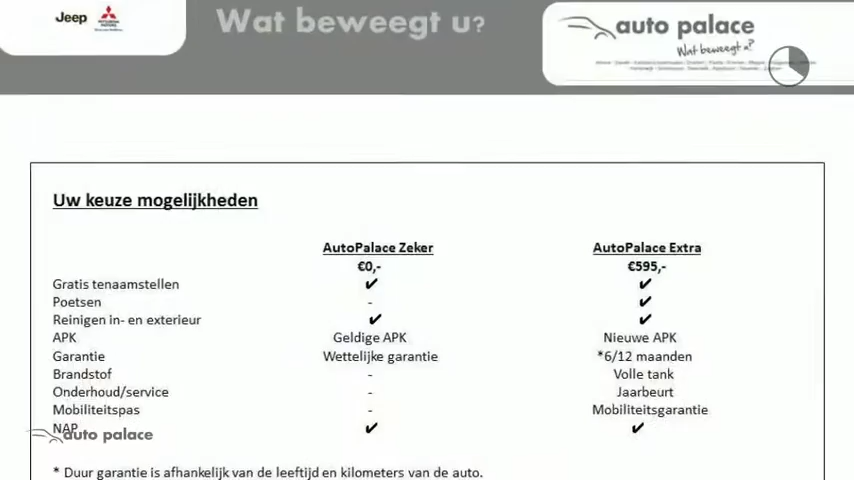 Jeep
MITSUBISHI MOTORS
Wat beweegt u?
auto palace
Wat beweegt u?
Uw keuze mogelijkheden
AutoPalace Zeker AutoPalace Extra
€0,- €595,-
Gratis tenaamstellen ✔ ✔
Poetsen - ✔
Reinigen in- en exterieur ✔ ✔
APK Geldige APK Nieuwe APK
Garantie Wettelijke garantie *6/12 maanden
Brandstof - Volle tank
Onderhoud/service - Jaarbeurt
Mobiliteitspas - Mobiliteitsgarantie
NAP ✔ ✔
auto palace
* Duur garantie is afhankelijk van de leeftijd en kilometers van de auto.